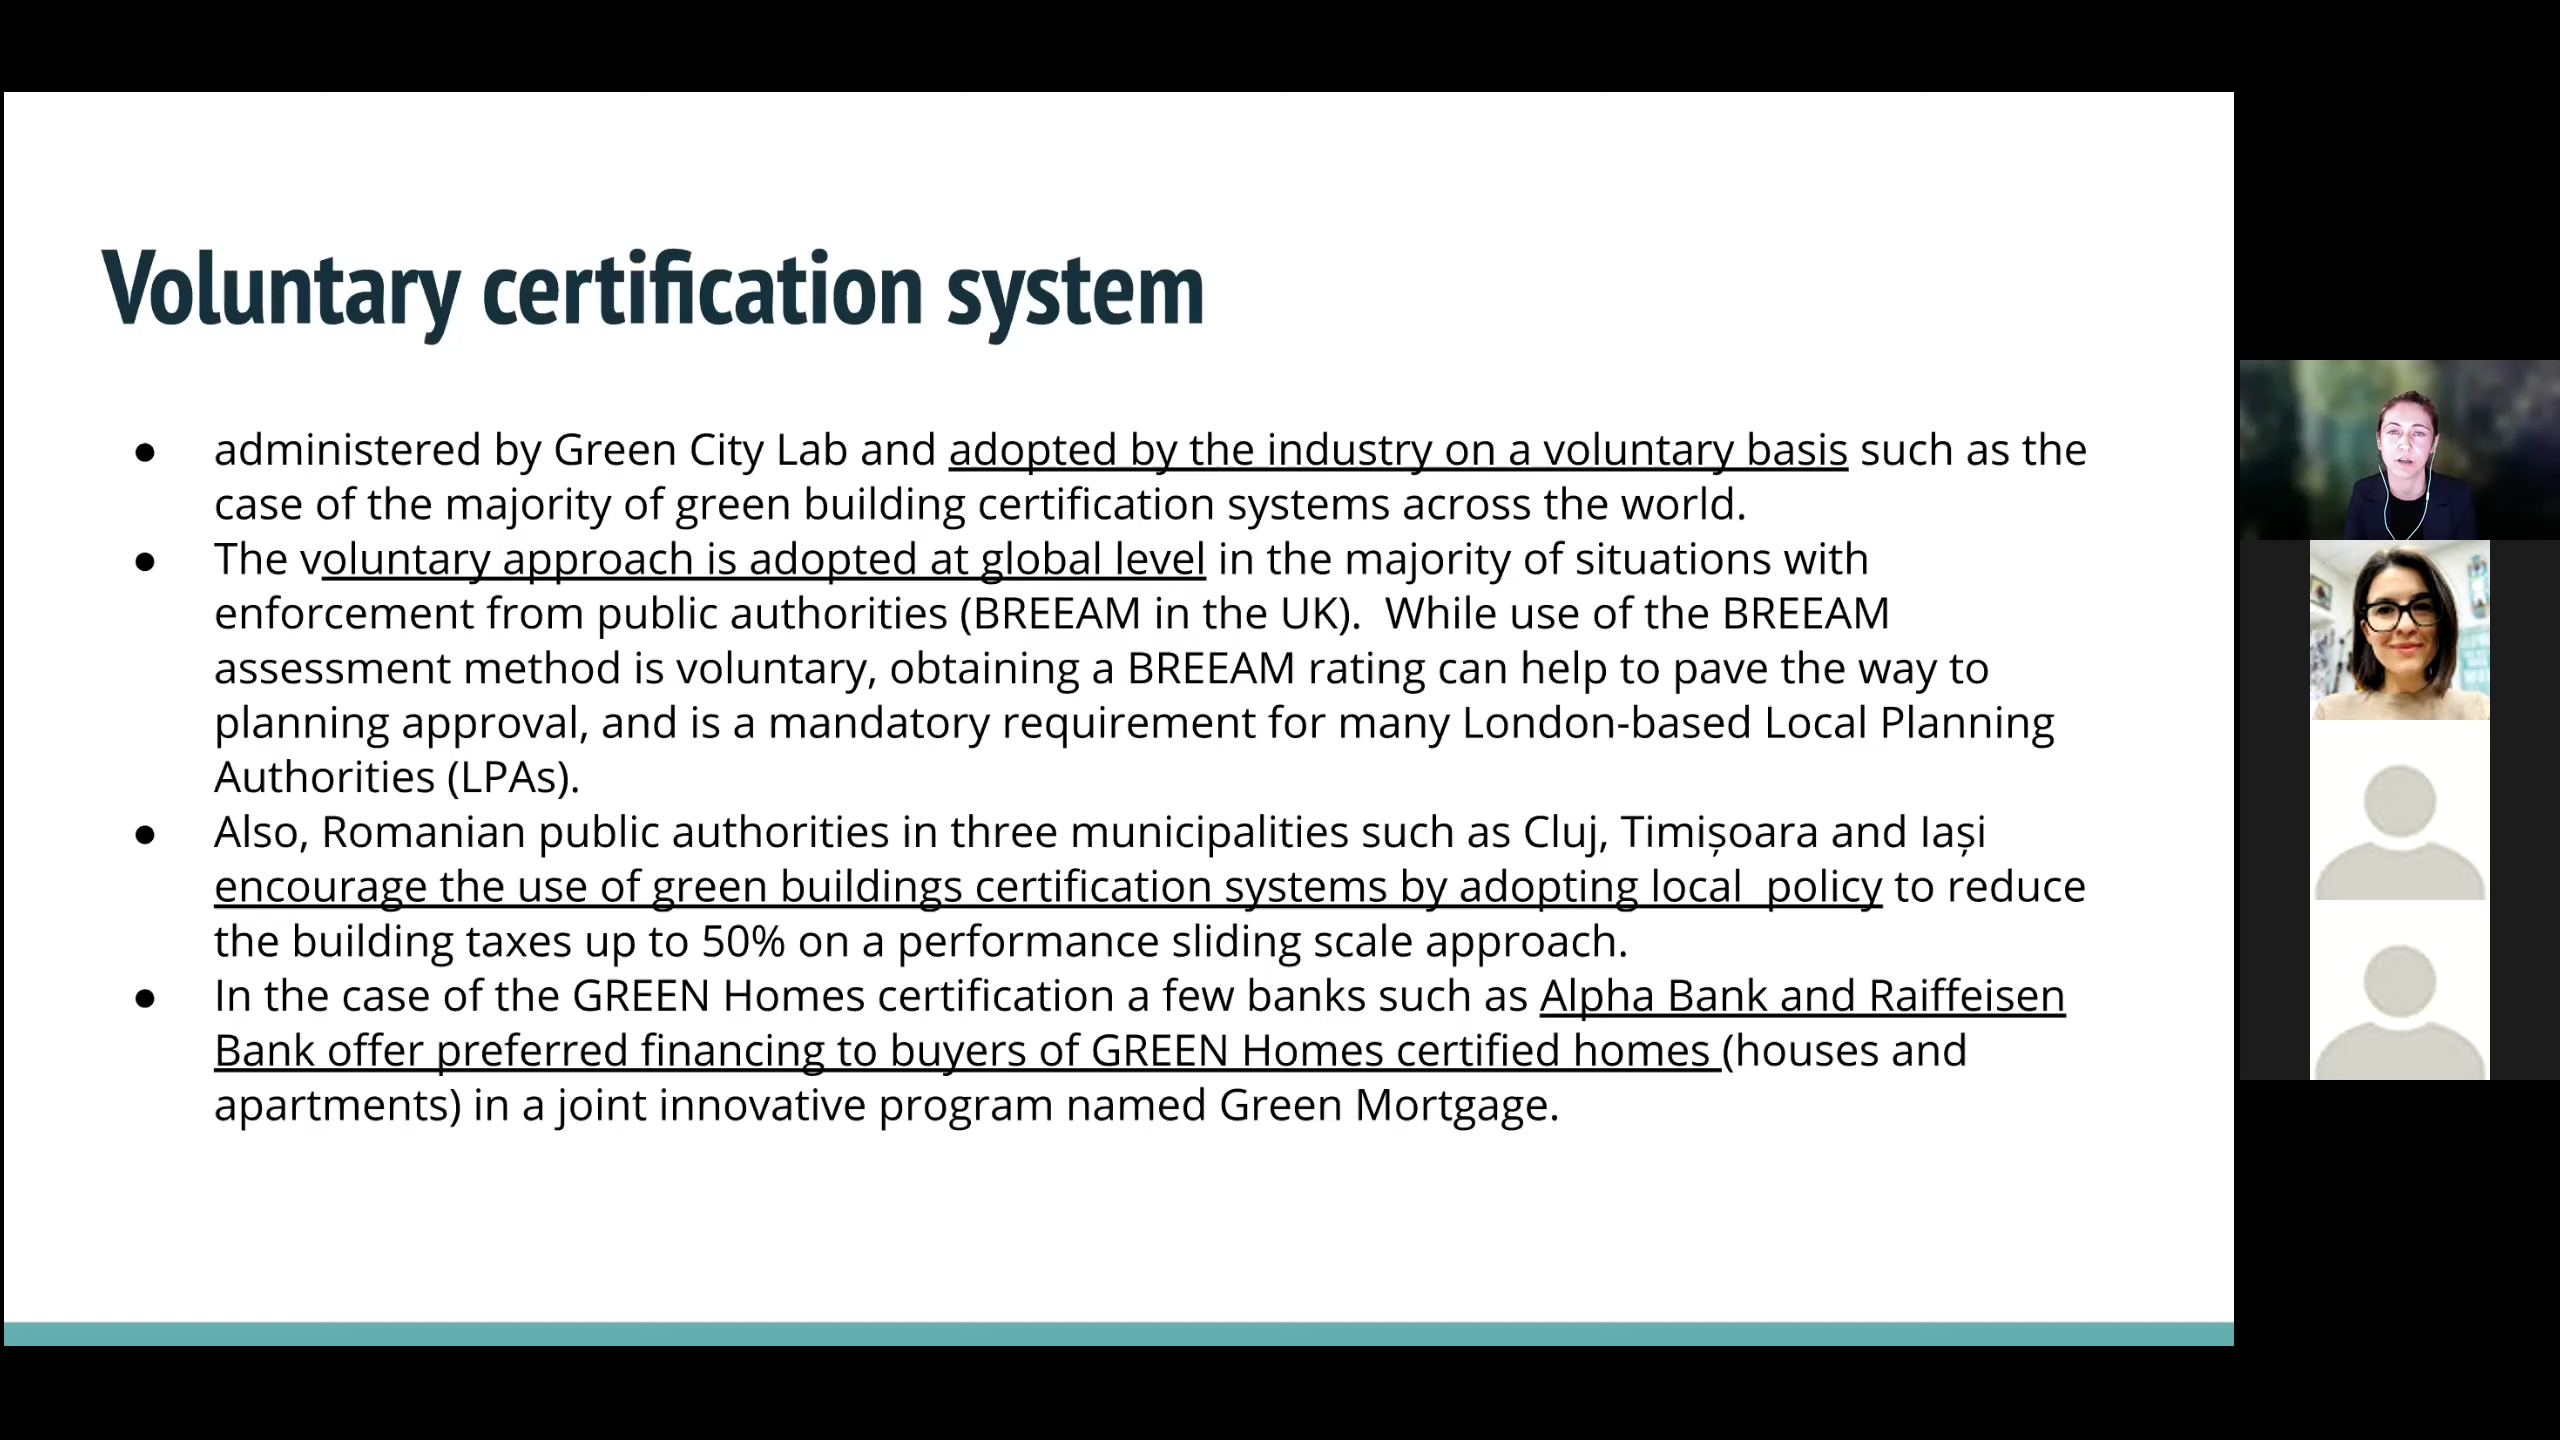 Voluntary certification system
● administered by Green City Lab and adopted by the industry on a voluntary basis such as the
case of the majority of green building certification systems across the world.
● The voluntary approach is adopted at global level in the majority of situations with
enforcement from public authorities (BREEAM in the UK).  While use of the BREEAM
assessment method is voluntary, obtaining a BREEAM rating can help to pave the way to
planning approval, and is a mandatory requirement for many London-based Local Planning
Authorities (LPAs).
● Also, Romanian public authorities in three municipalities such as Cluj, Timișoara and Iași
encourage the use of green buildings certification systems by adopting local  policy to reduce
the building taxes up to 50% on a performance sliding scale approach.
● In the case of the GREEN Homes certification a few banks such as Alpha Bank and Raiffeisen
Bank offer preferred financing to buyers of GREEN Homes certified homes (houses and
apartments) in a joint innovative program named Green Mortgage.